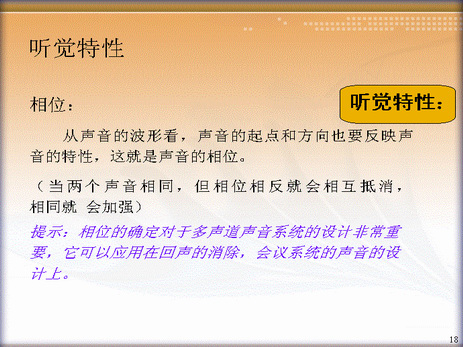 听觉特性
听觉特性：
相位：
从声音的波形看，声音的起点和方向也要反映声
音的特性，这就是声音的相位。
（当两个声音相同，但相位相反就会相互抵消，
相同就 会加强）
提示：相位的确定对于多声道声音系统的设计非常重
要，它可以应用在回声的消除，会议系统的声音的设
计上。
18